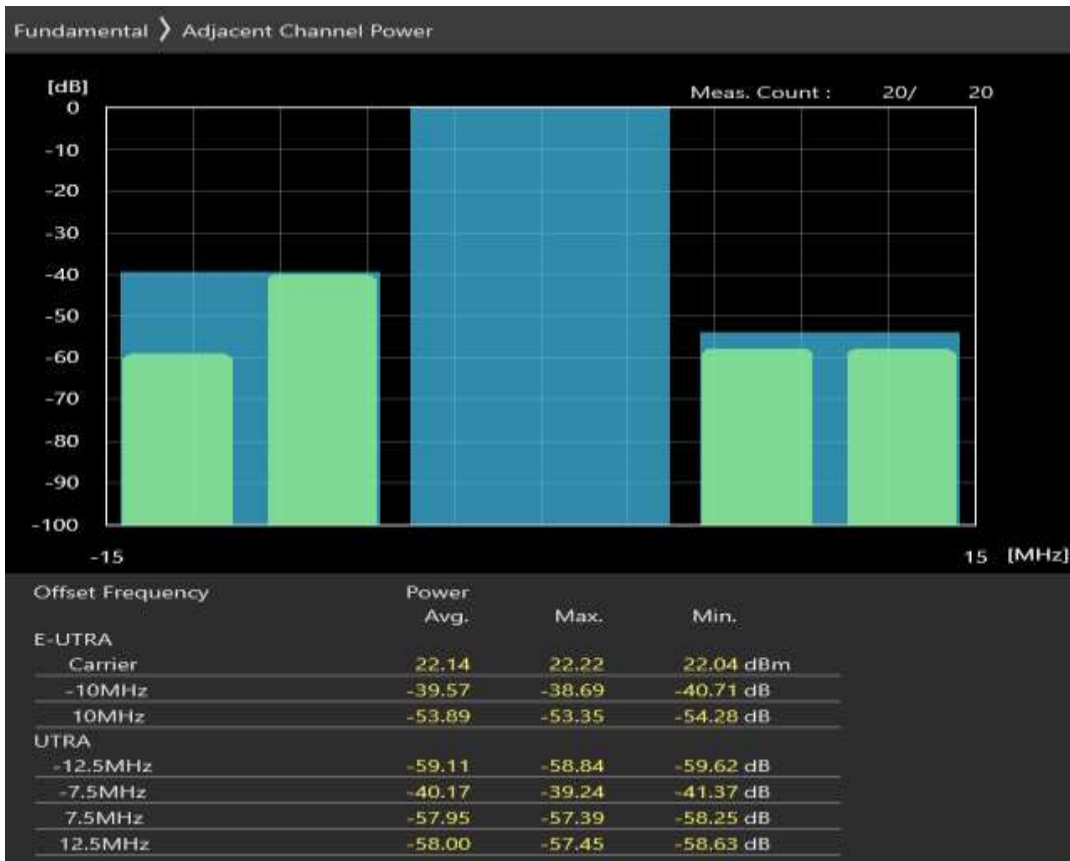 Fundamental 〉 Adjacent Channel Power
[dB]
Meas. Count : 20/ 20
0
-10
-20
-30
-40
-50
-60
-70
-80
-90
-100
-15 15 [MHz]
Offset Frequency Power
Avg. Max. Min.
E-UTRA
Carrier 22.14 22.22 22.04 dBm
-10MHz -39.57 -38.69 -40.71 dB
10MHz -53.89 -53.35 -54.28 dB
UTRA
-12.5MHz -59.11 -58.84 -59.62 dB
-7.5MHz -40.17 -39.24 -41.37 dB
7.5MHz -57.95 -57.39 -58.25 dB
12.5MHz -58.00 -57.45 -58.63 dB